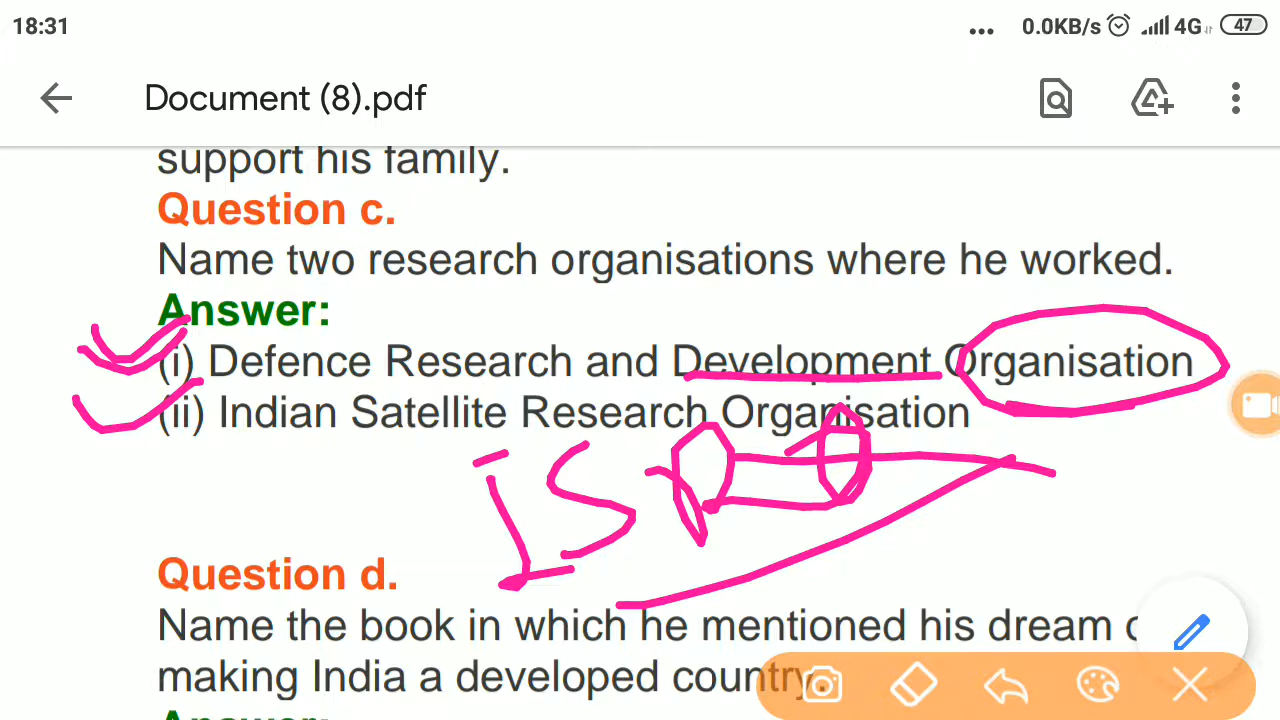 18:31 ... 0.0KB/s 4G 47
Document (8).pdf
support his family.
Question c.
Name two research organisations where he worked.
Answer:
(i) Defence Research and Development Organisation
(ii) Indian Satellite Research Organisation
ISRO
Question d.
Name the book in which he mentioned his dream
making India a developed country.
Answer: